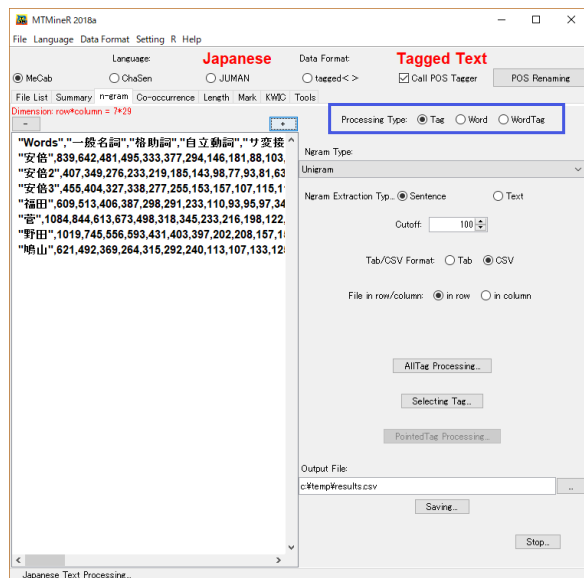 MTMineR 2018a
File Language Data Format Setting R Help
Language: Japanese Data Format: Tagged Text
MeCab ChaSen JUMAN tagged< > Call POS Tagger POS Renaming
File List Summary n-gram Co-occurrence Length Mark KWIC Tools
Dimension: row*column = 7*29
- +
Processing Type: Tag Word WordTag
"Words","一般名詞","格助詞","自立動詞","サ変接
"安倍",839,642,481,495,333,377,294,146,181,88,103,
"安倍2",407,349,276,233,219,185,143,98,77,93,81,63
"安倍3",455,404,327,338,277,255,153,157,107,115,1
"福田",609,513,406,387,298,291,233,110,93,95,97,34
"菅",1084,844,613,673,498,318,345,233,216,198,122,
"野田",1019,745,556,593,431,403,397,202,208,157,1
"鳩山",621,492,369,264,315,292,240,113,107,133,12
Ngram Type:
Unigram
Ngram Extraction Typ... Sentence Text
Cutoff: 100
Tab/CSV Format: Tab CSV
File in row/column: in row in column
AllTag Processing...
Selecting Tag...
PointedTag Processing...
Output File:
c:¥temp¥results.csv ...
Saving...
Stop...
Japanese Text Processing...